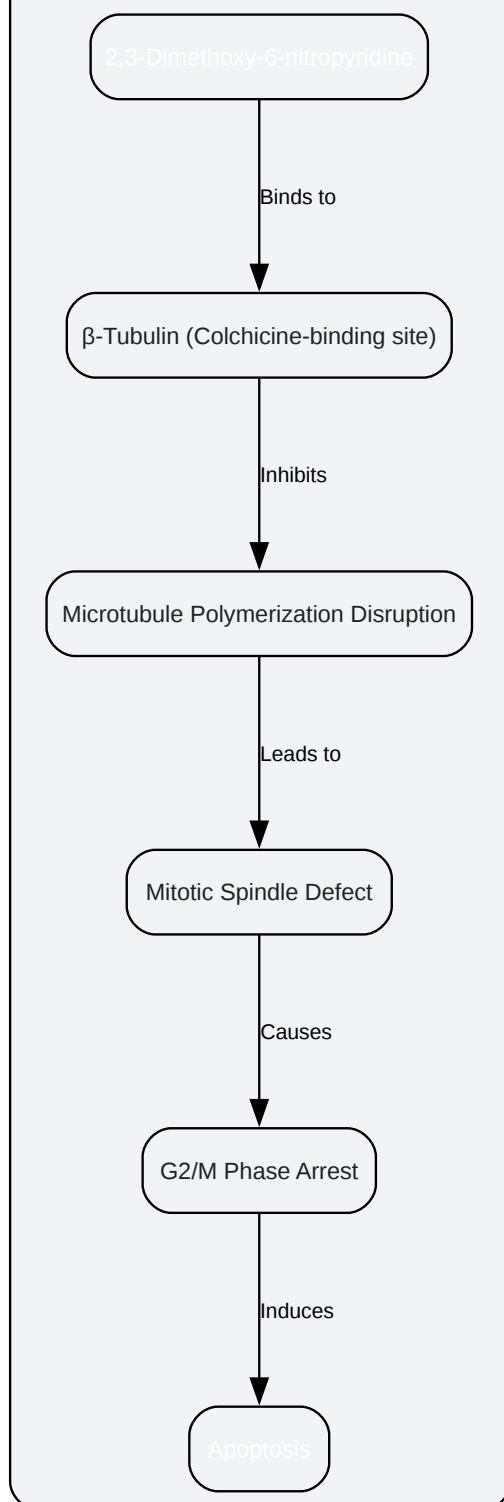 2,3-Dimethoxy-6-nitropyridine
Binds to
β-Tubulin (Colchicine-binding site)
Inhibits
Microtubule Polymerization Disruption
Leads to
Mitotic Spindle Defect
Causes
G2/M Phase Arrest
Induces
Apoptosis